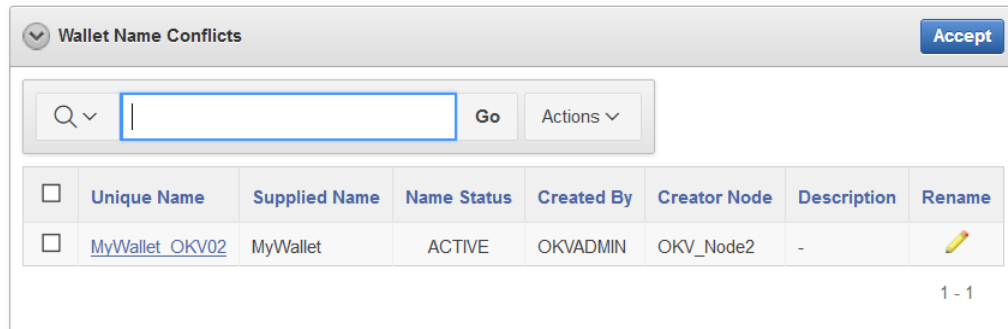 Wallet Name Conflicts Accept
Go Actions
Unique Name Supplied Name Name Status Created By Creator Node Description Rename
MyWallet_OKV02 MyWallet ACTIVE OKVADMIN OKV_Node2 -
1 - 1